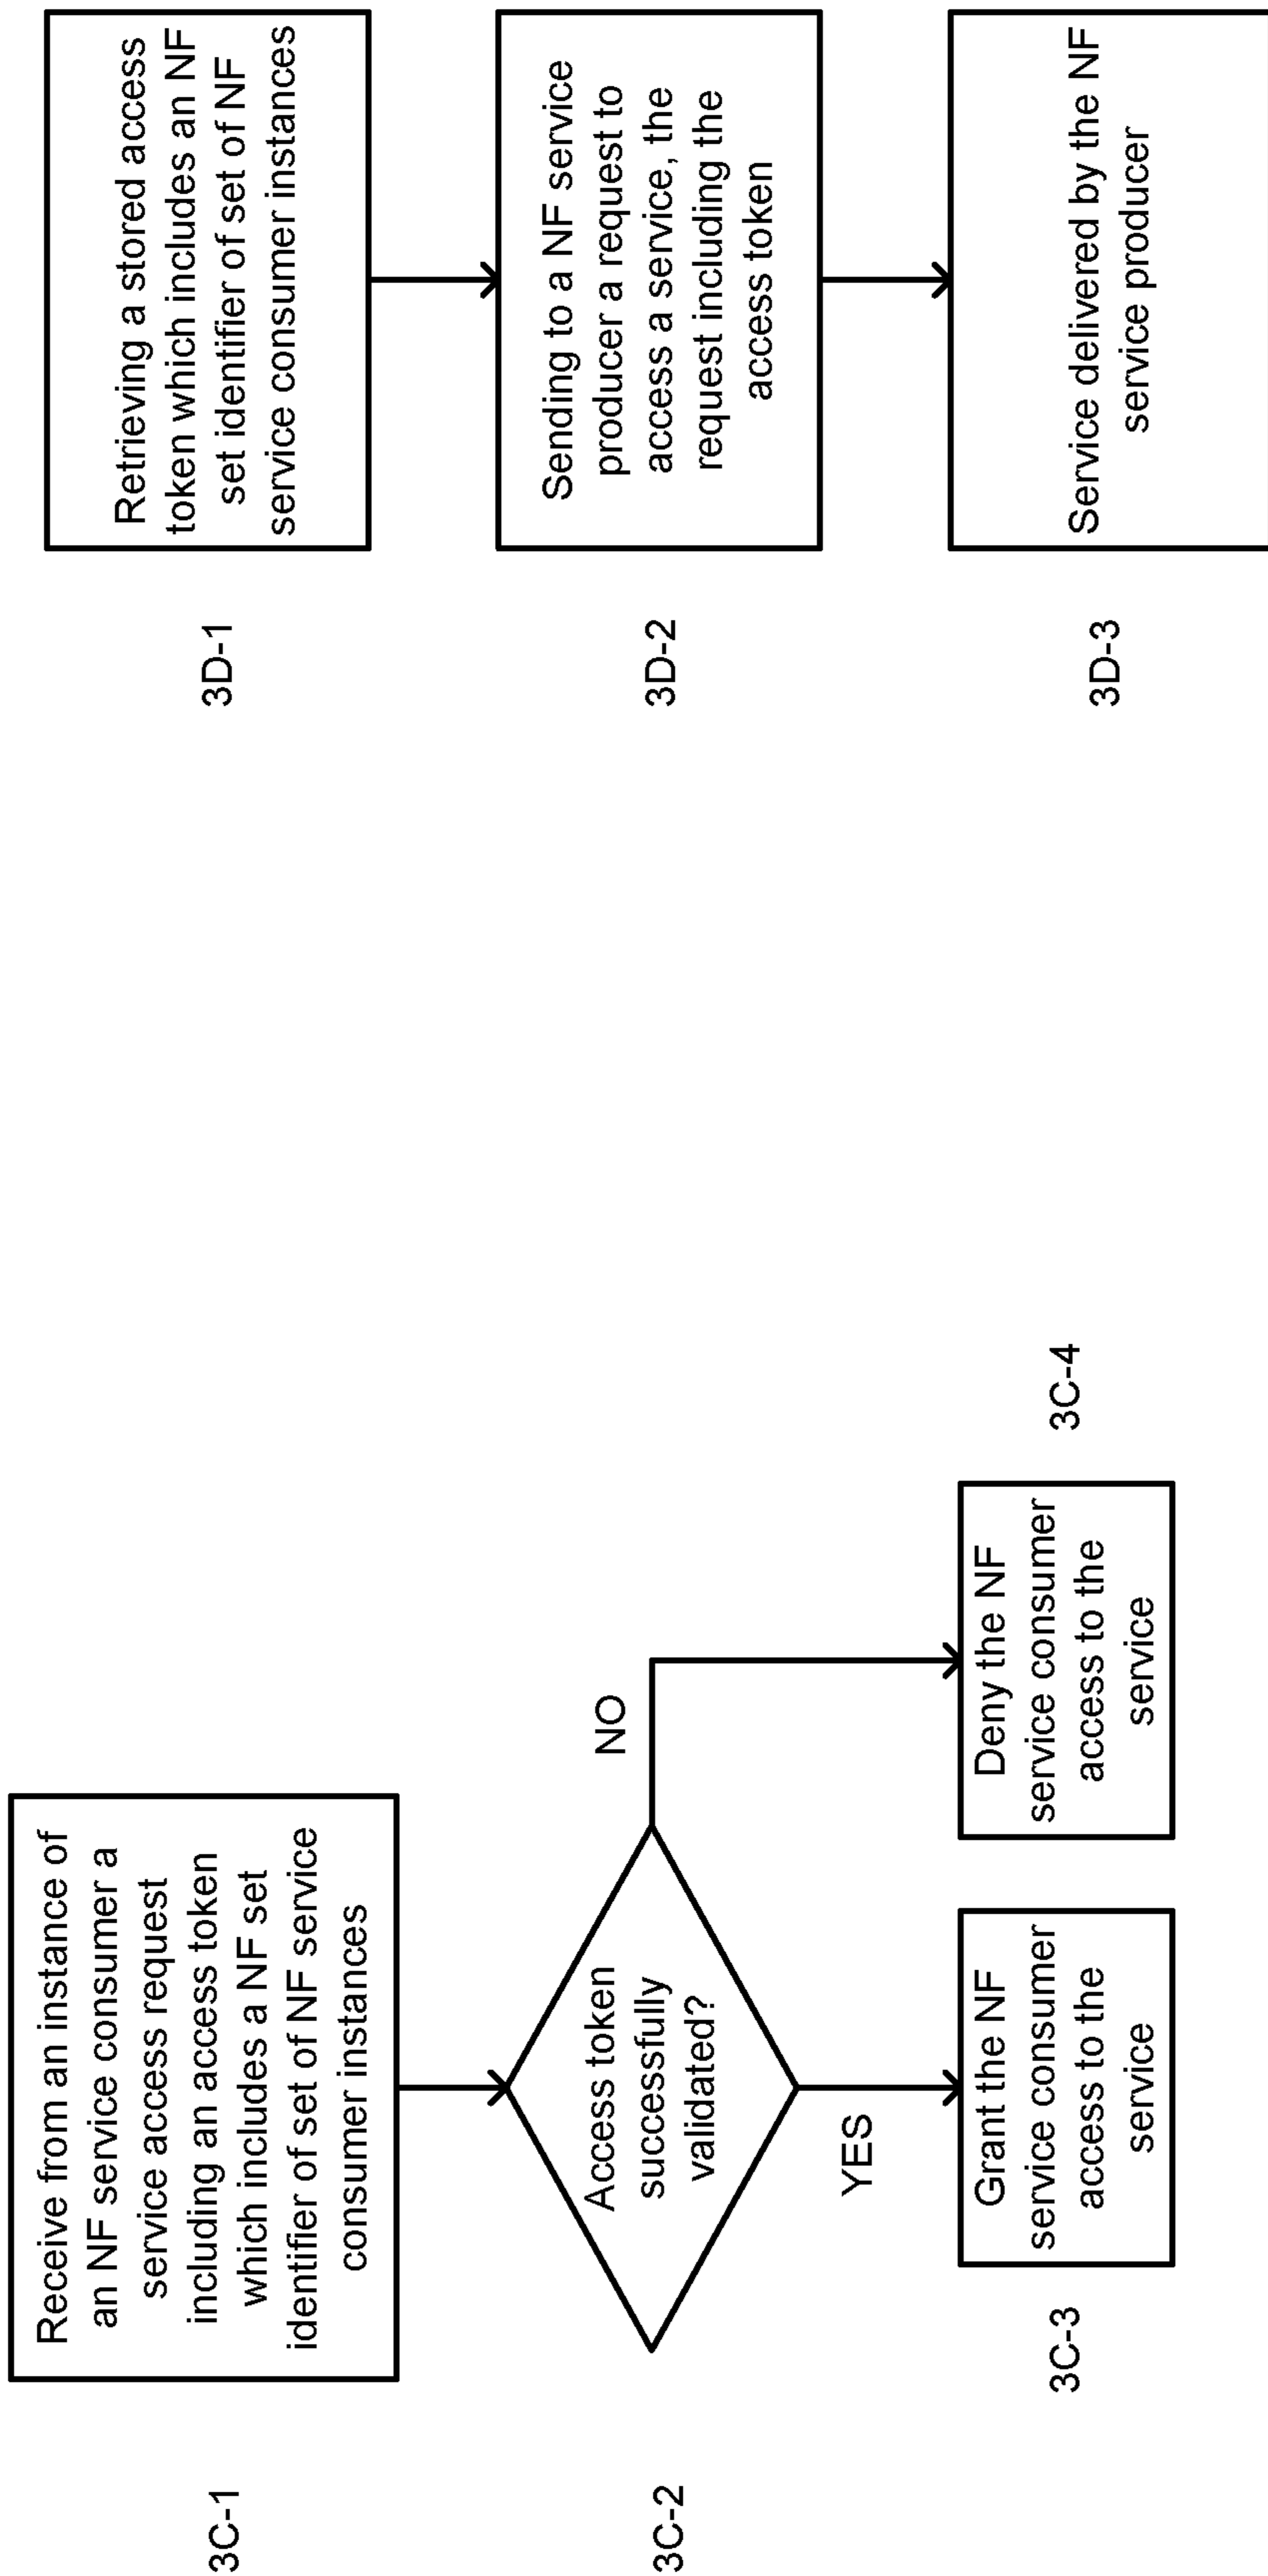 3C-1
Receive from an instance of
an NF service consumer a
service access request
including an access token
which includes a NF set
identifier of set of NF service
consumer instances
3C-2
Access token
successfully
validated?
NO
YES
3C-3
Grant the NF
service consumer
access to the
service
Deny the NF
service consumer
access to the
service
3C-4
3D-1
Retrieving a stored access
token which includes an NF
set identifier of set of NF
service consumer instances
3D-2
Sending to a NF service
producer a request to
access a service, the
request including the
access token
3D-3
Service delivered by the NF
service producer